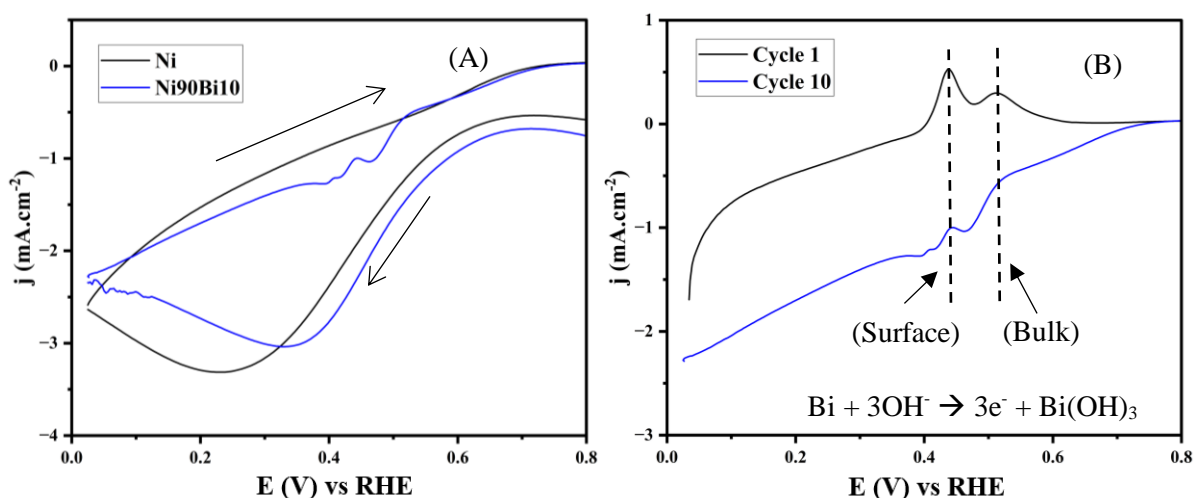 Ni
Ni90Bi10
(A)
0
−1
−2
−3
−4
j (mA.cm⁻²)
0.0
0.2
0.4
0.6
0.8
E (V) vs RHE
Cycle 1
Cycle 10
(B)
1
0
−1
−2
−3
j (mA.cm⁻²)
(Surface)
(Bulk)
Bi + 3OH⁻ → 3e⁻ + Bi(OH)₃
0.0
0.2
0.4
0.6
0.8
E (V) vs RHE